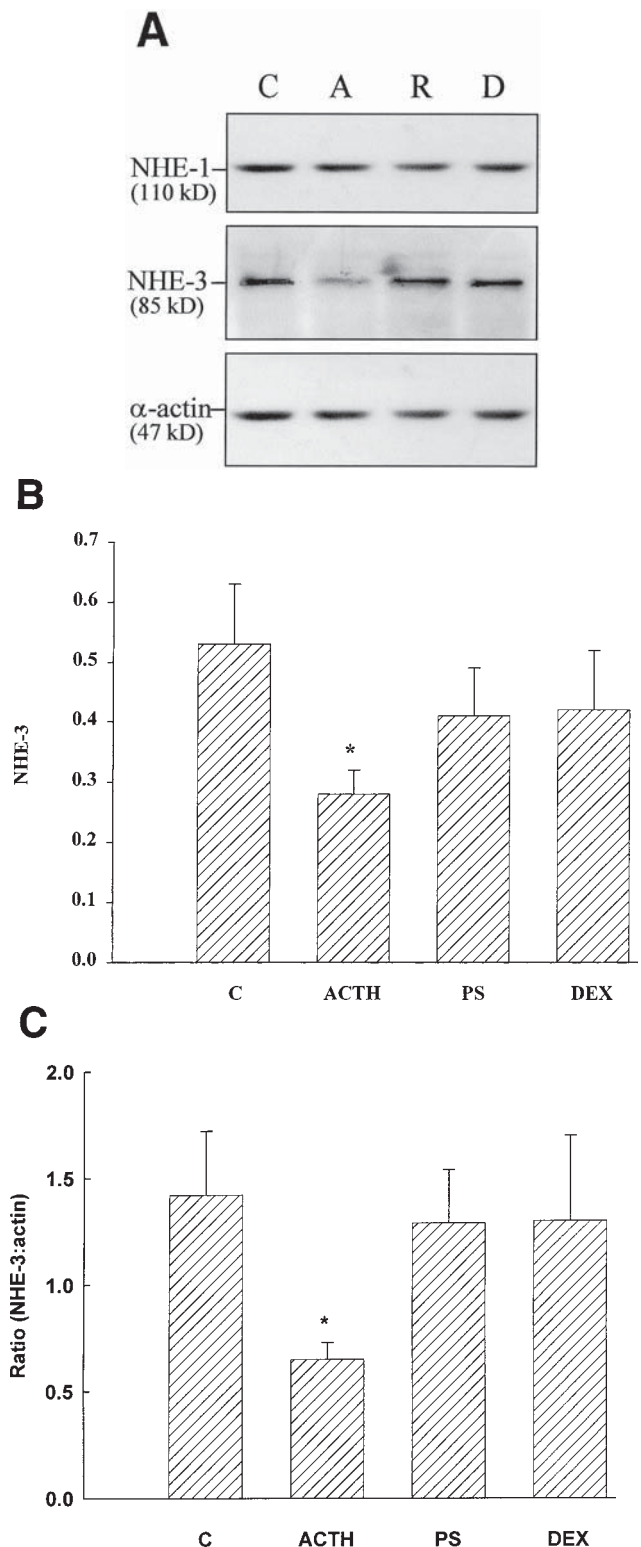 A
C A R D
NHE-1
(110 kD)
NHE-3
(85 kD)
α-actin
(47 kD)
B
0.7
0.6
0.5
0.4
0.3
0.2
0.1
0.0
NHE-3
*
C ACTH PS DEX
C
2.0
1.5
1.0
0.5
0.0
Ratio (NHE-3:actin)
*
C ACTH PS DEX